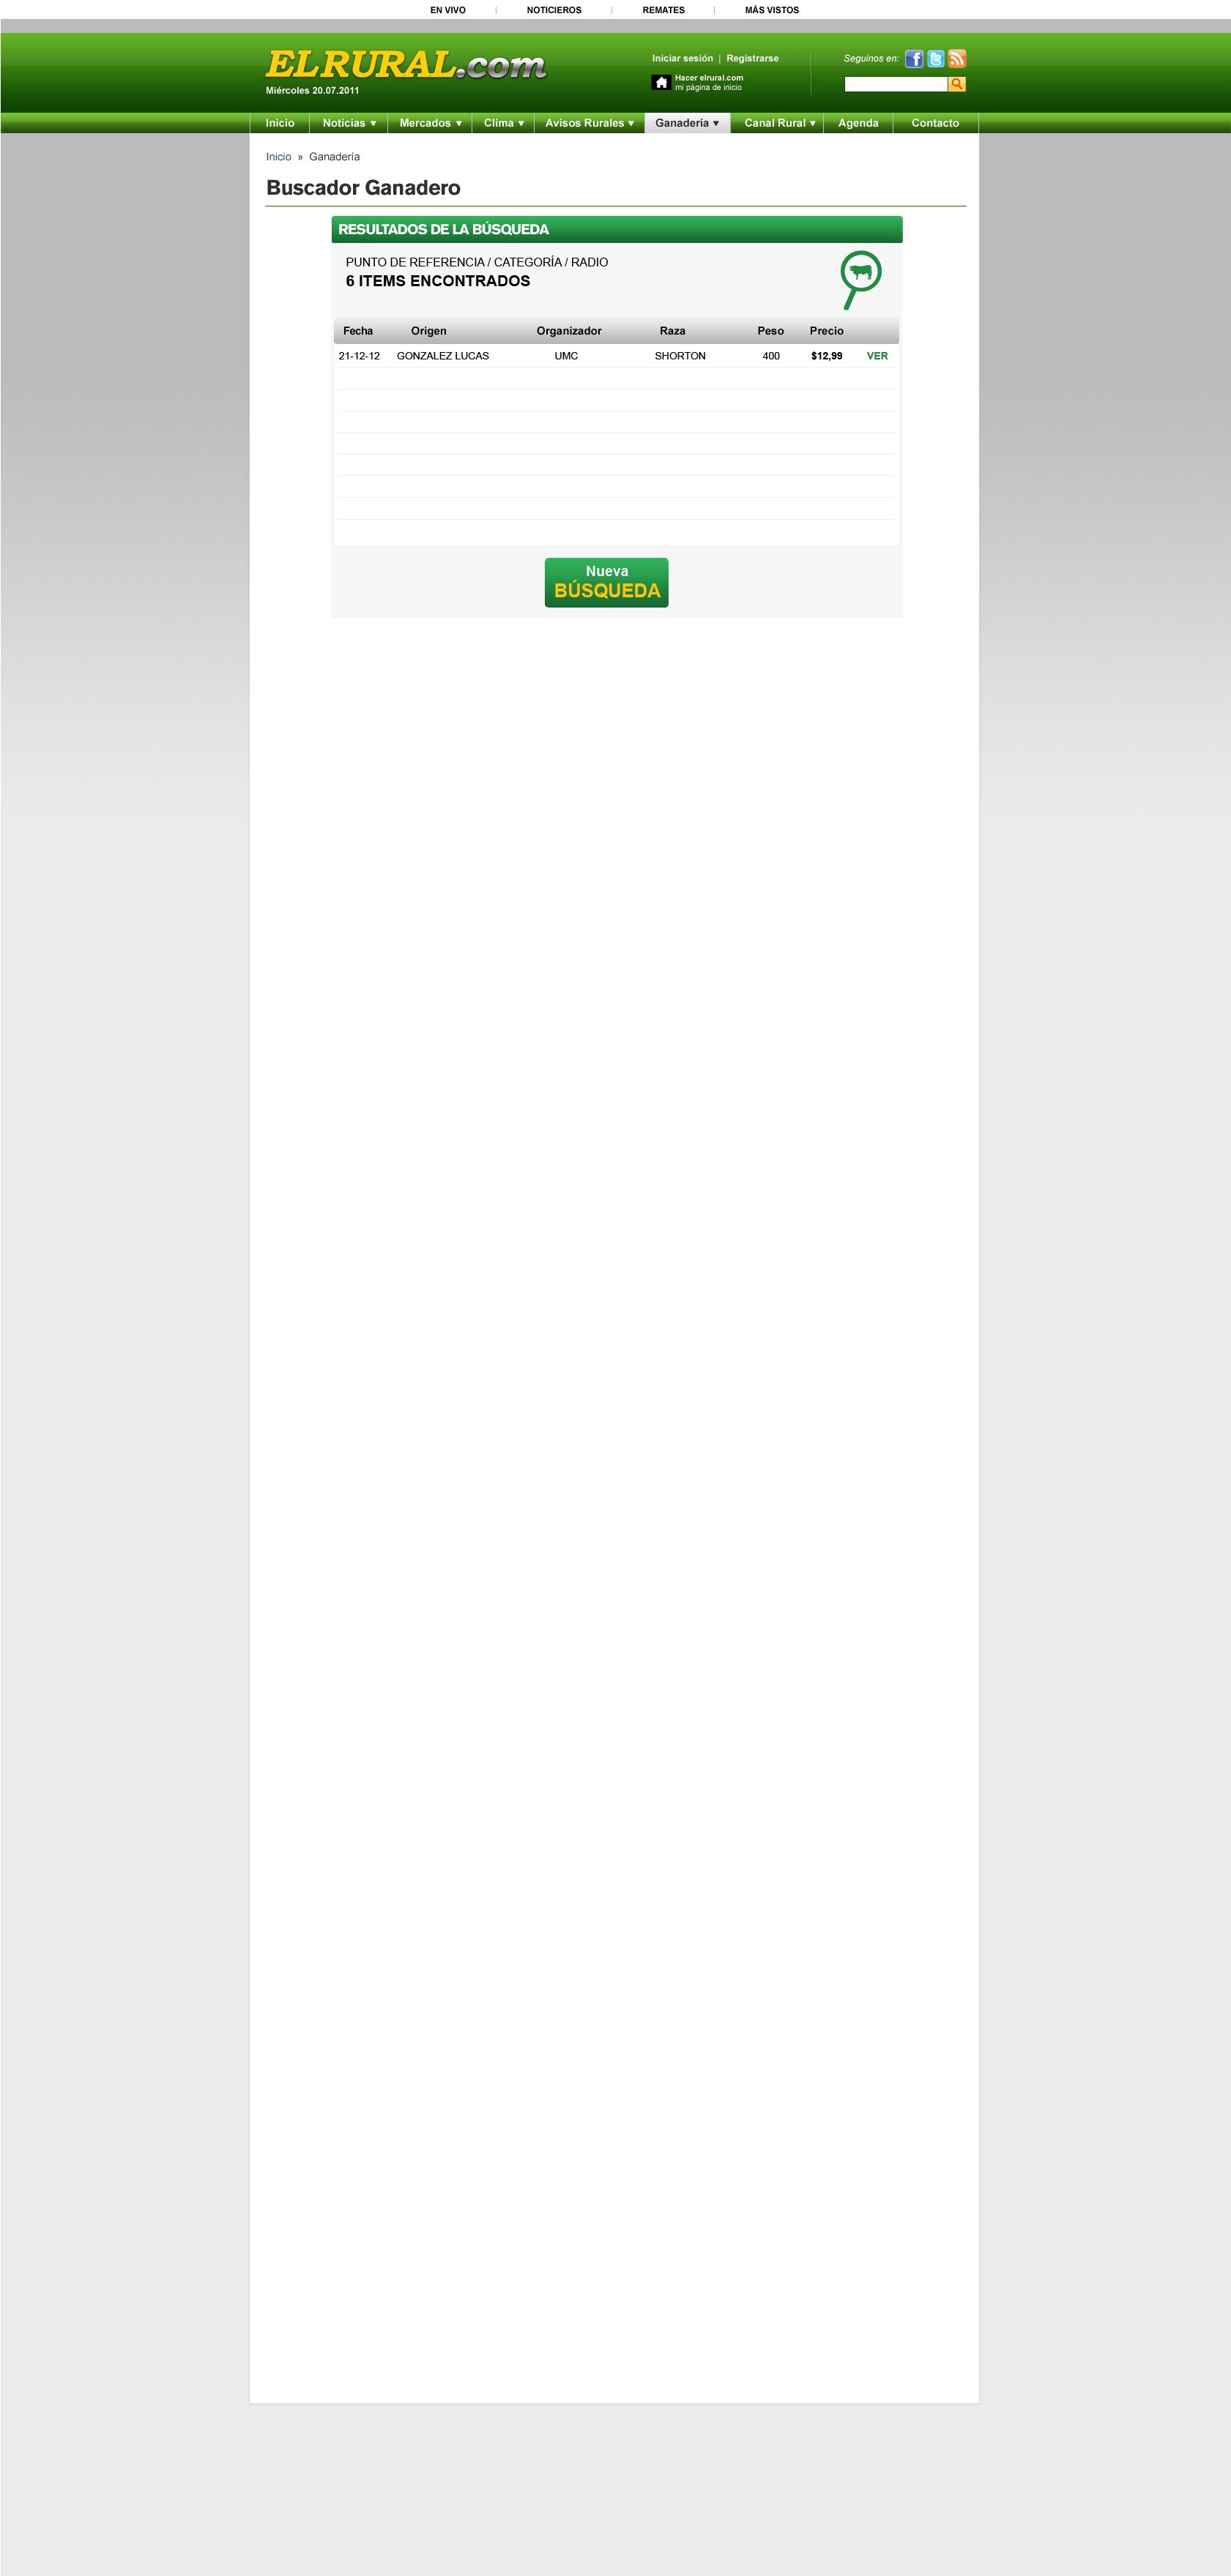 EN VIVO | NOTICIEROS | REMATES | MÁS VISTOS
ELRURAL.com
Miércoles 20.07.2011
Iniciar sesión | Registrarse
Hacer elrural.com
mi página de inicio
Seguinos en:
Inicio Noticias Mercados Clima Avisos Rurales Ganaderia Canal Rural Agenda Contacto
Inicio » Ganadería
Buscador Ganadero
RESULTADOS DE LA BÚSQUEDA
PUNTO DE REFERENCIA / CATEGORÍA / RADIO
6 ITEMS ENCONTRADOS
Fecha Origen Organizador Raza Peso Precio
21-12-12 GONZALEZ LUCAS UMC SHORTON 400 $12,99 VER
Nueva
BÚSQUEDA